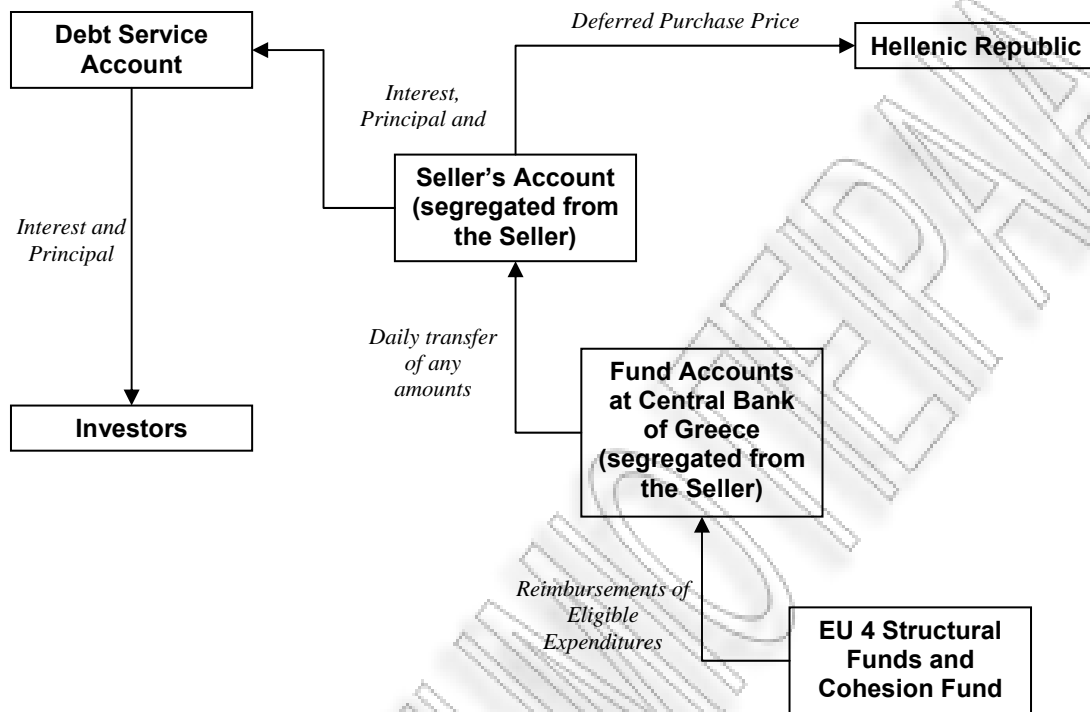 Debt Service
Account
Deferred Purchase Price
Hellenic Republic
Interest,
Principal and
Seller’s Account
(segregated from
the Seller)
Interest and
Principal
Daily transfer
of any
amounts
Fund Accounts
at Central Bank
of Greece
(segregated from
the Seller)
Investors
Reimbursements of
Eligible
Expenditures
EU 4 Structural
Funds and
Cohesion Fund